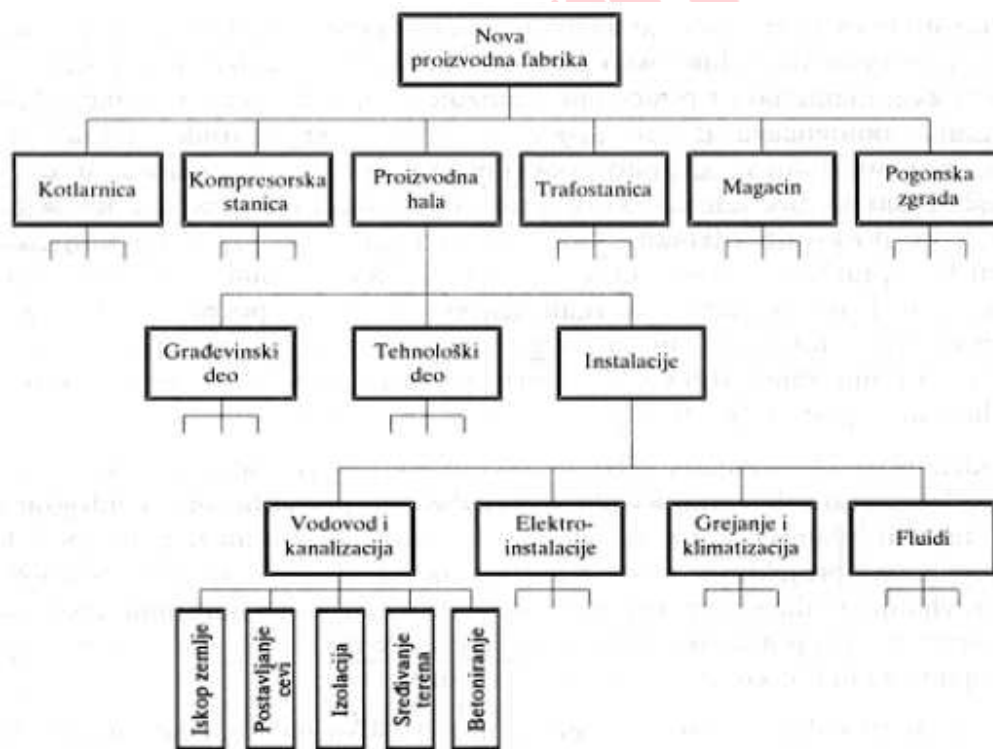 Nova
proizvodna fabrika
Kotlarnica
Kompresorska
stanica
Proizvodna
hala
Trafostanica
Magacin
Pogonska
zgrada
Građevinski
deo
Tehnološki
deo
Instalacije
Vodovod i
kanalizacija
Elektro-
instalacije
Grejanje i
klimatizacija
Fluidi
Iskop zemlje
Postavljanje
cevi
Izolacija
Sređivanje
terena
Betoniranje